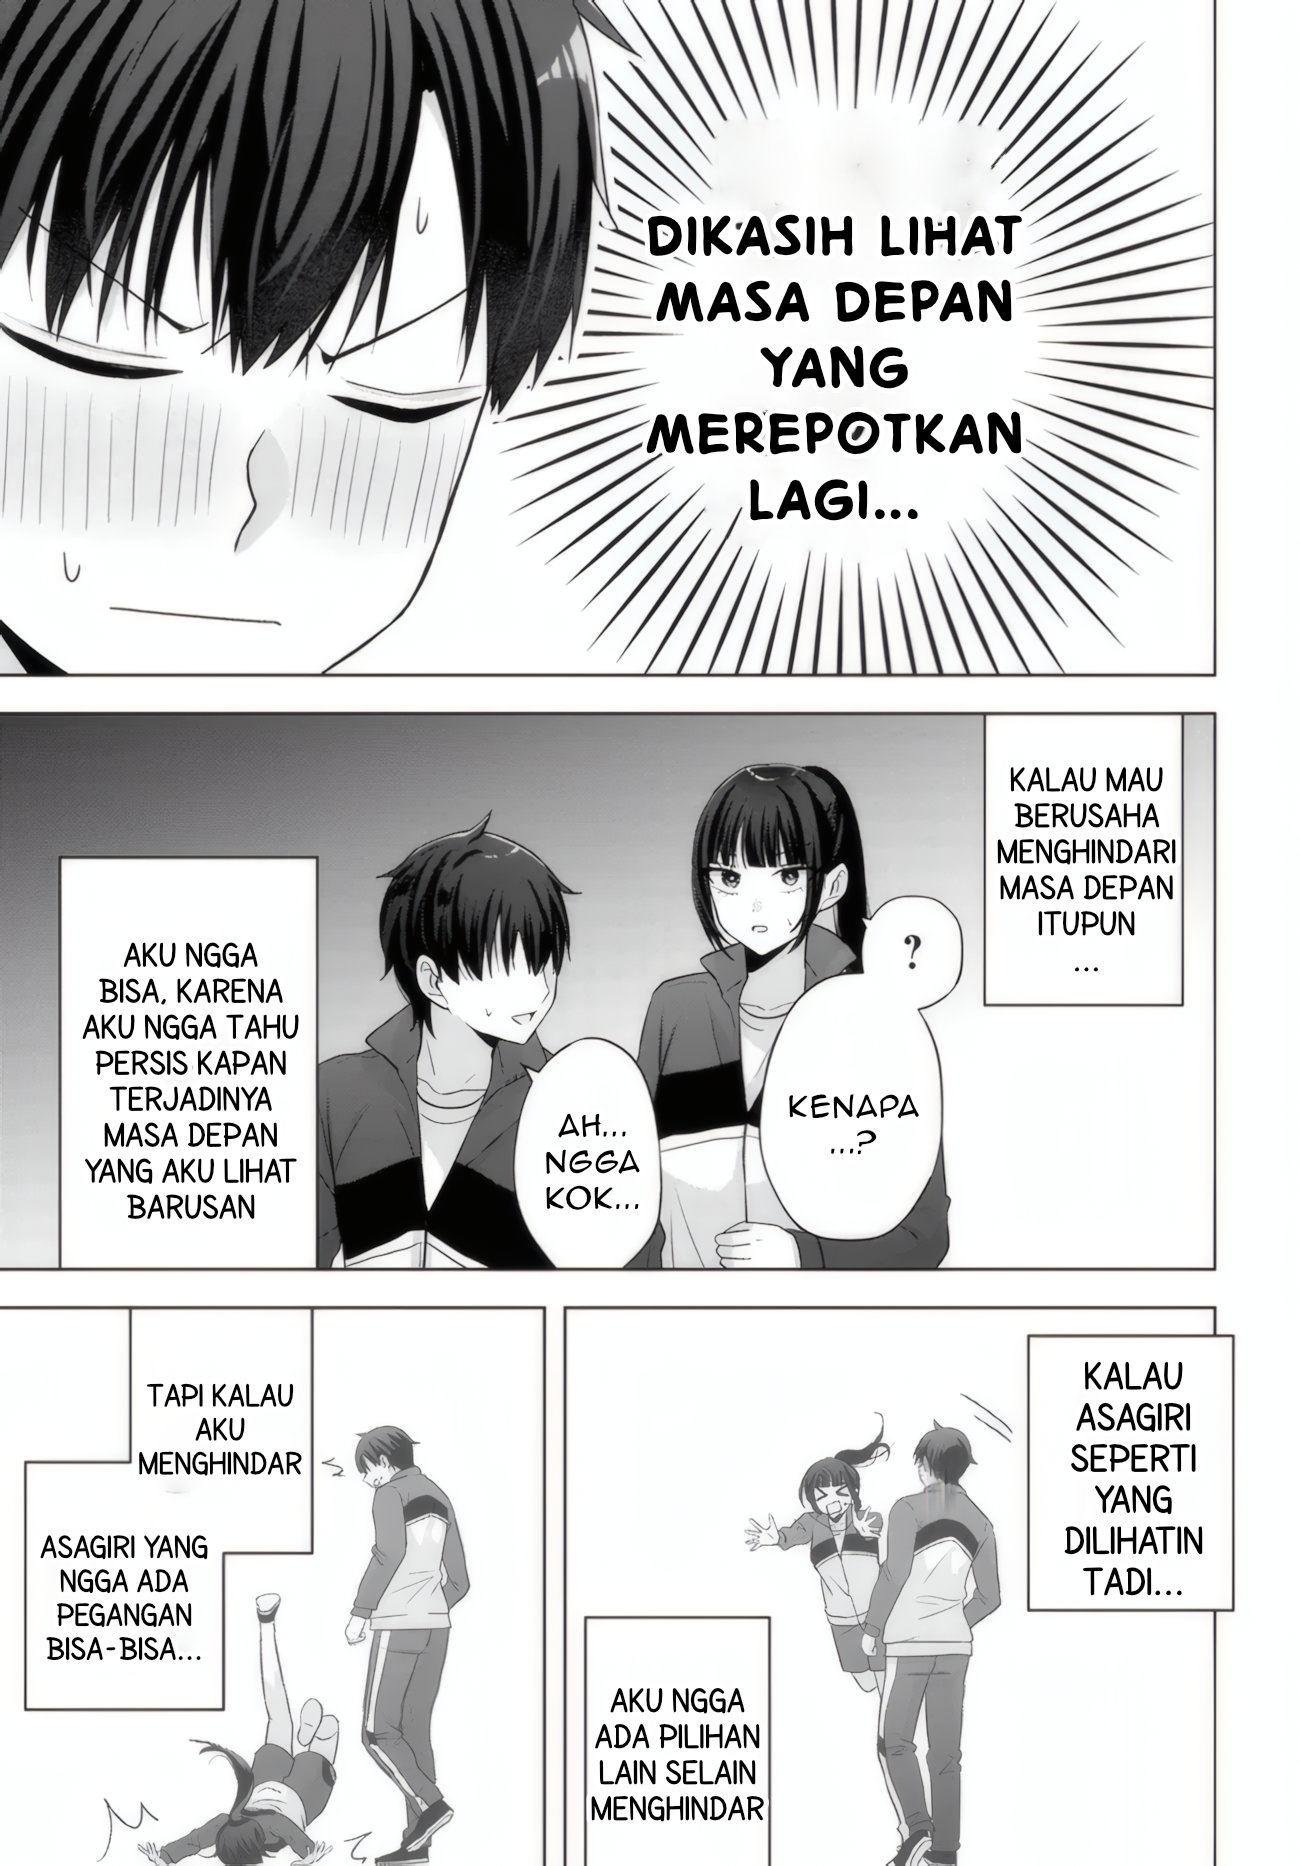 DIKASIH LIHAT
MASA DEPAN
YANG
MEREPOTKAN
LAGI...
KALAU MAU
BERUSAHA
MENGHINDARI
MASA DEPAN
ITUPUN
...
?
KENAPA
...?
AH...
NGGA
KOK...
AKU NGGA
BISA, KARENA
AKU NGGA TAHU
PERSIS KAPAN
TERJADINYA
MASA DEPAN
YANG AKU LIHAT
BARUSAN
KALAU
ASAGIRI
SEPERTI
YANG
DILIHATIN
TADI...
AKU NGGA
ADA PILIHAN
LAIN SELAIN
MENGHINDAR
TAPI KALAU
AKU
MENGHINDAR
ASAGIRI YANG
NGGA ADA
PEGANGAN
BISA-BISA...